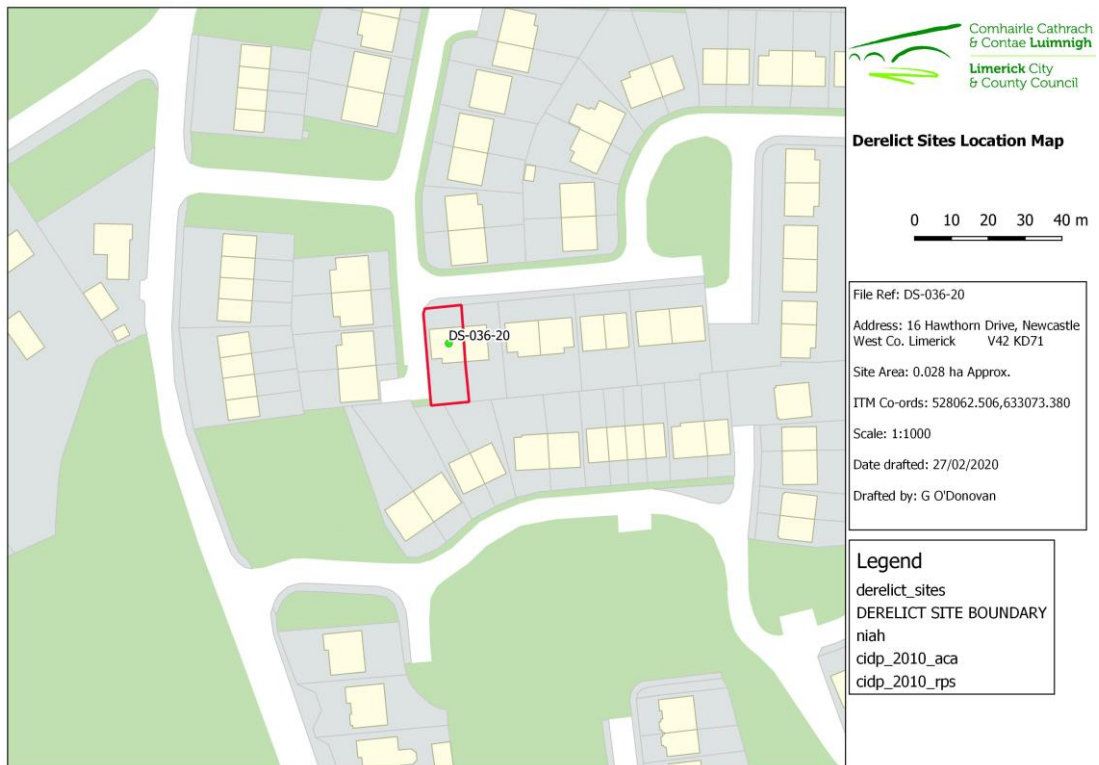 Comhairle Cathrach
& Contae Luimnigh
Limerick City
& County Council
Derelict Sites Location Map
0 10 20 30 40 m
File Ref: DS-036-20
Address: 16 Hawthorn Drive, Newcastle
West Co. Limerick V42 KD71
Site Area: 0.028 ha Approx.
ITM Co-ords: 528062.506,633073.380
Scale: 1:1000
Date drafted: 27/02/2020
Drafted by: G O'Donovan
Legend
derelict_sites
DERELICT SITE BOUNDARY
niah
cidp_2010_aca
cidp_2010_rps
DS-036-20